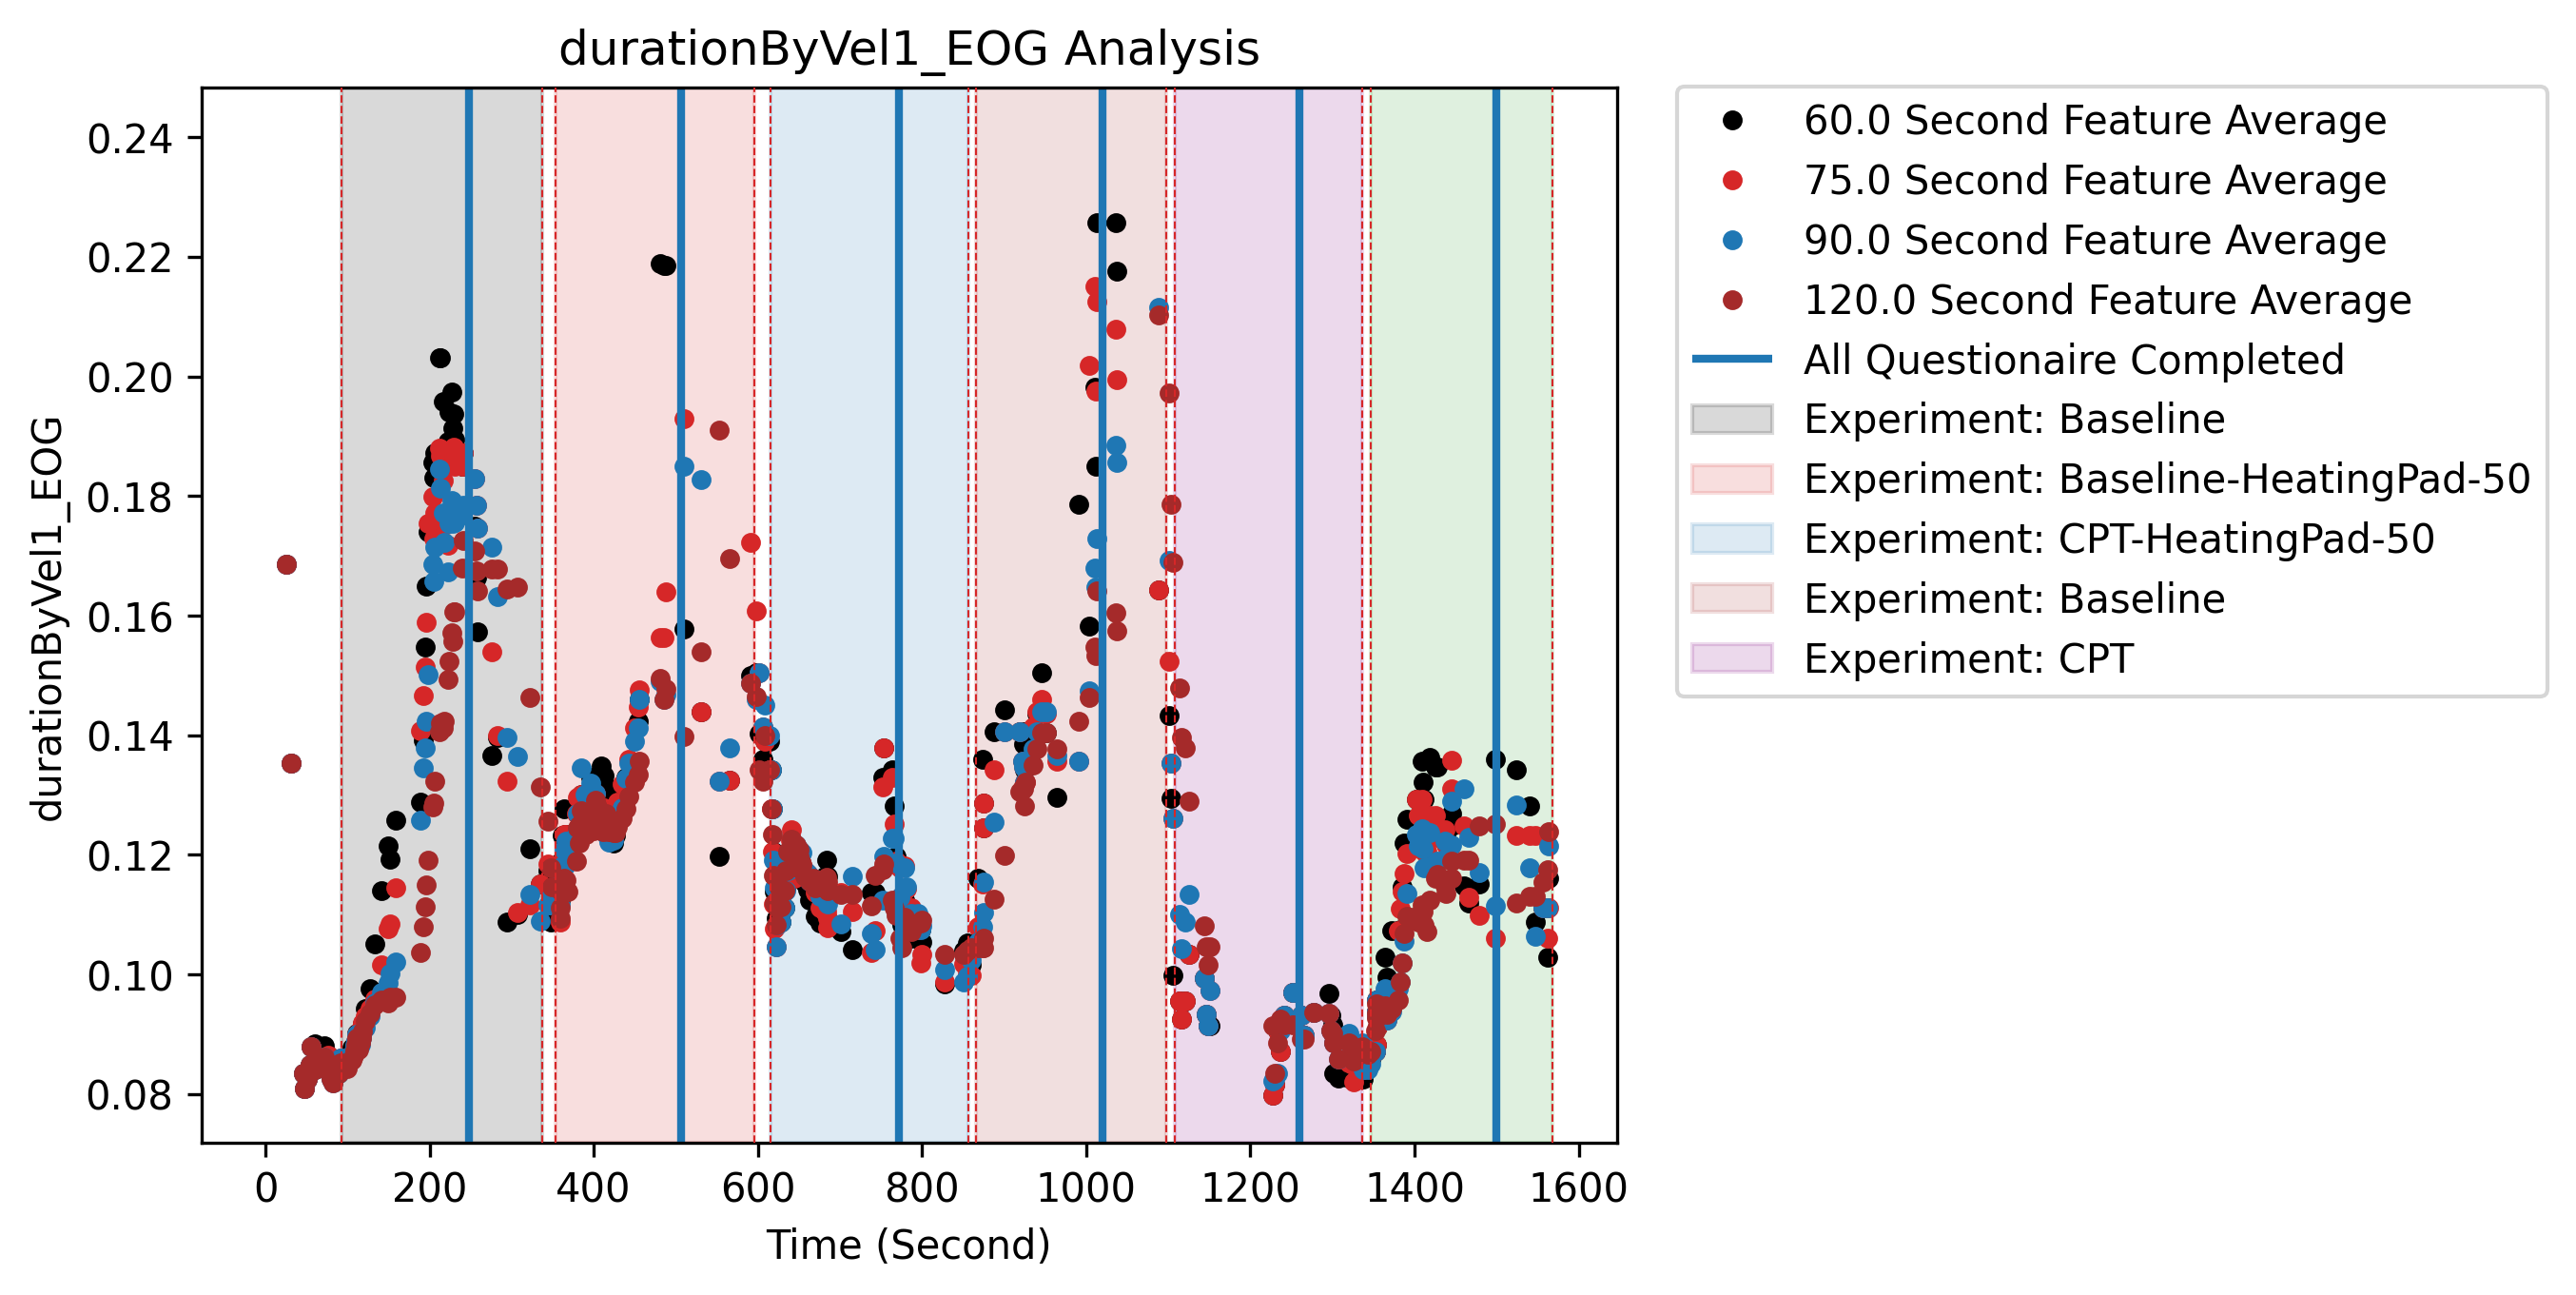 durationByVel1_EOG Analysis
durationByVel1_EOG
0.24
0.22
0.20
0.18
0.16
0.14
0.12
0.10
0.08
0 200 400 600 800 1000 1200 1400 1600
Time (Second)
60.0 Second Feature Average
75.0 Second Feature Average
90.0 Second Feature Average
120.0 Second Feature Average
All Questionaire Completed
Experiment: Baseline
Experiment: Baseline-HeatingPad-50
Experiment: CPT-HeatingPad-50
Experiment: Baseline
Experiment: CPT